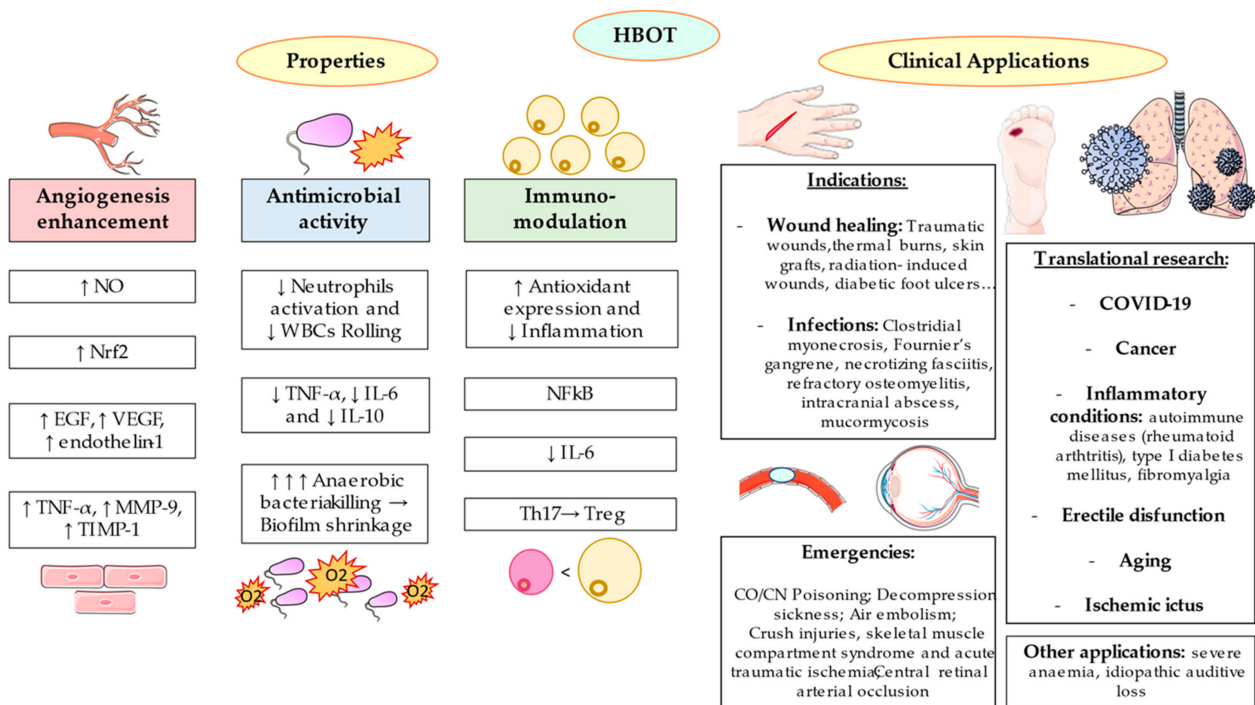 HBOT
Properties
Angiogenesis
enhancement
↑ NO
↑ Nrf2
↑ EGF, ↑ VEGF,
↑ endothelin-1
↑ TNF-α, ↑ MMP-9,
↑ TIMP-1
Antimicrobial
activity
↓ Neutrophils
activation and
↓ WBCs Rolling
↓ TNF-α, ↓ IL-6
and ↓ IL-10
↑ ↑ ↑ Anaerobic
bacteriakilling →
Biofilm shrinkage
O2
O2
O2
Immuno-
modulation
↑ Antioxidant
expression and
↓ Inflammation
NFkB
↓ IL-6
Th17→ Treg
<
Clinical Applications
Indications:
- Wound healing: Traumatic
wounds,thermal burns, skin
grafts, radiation- induced
wounds, diabetic foot ulcers…
- Infections: Clostridial
myonecrosis, Fournier's
gangrene, necrotizing fasciitis,
refractory osteomyelitis,
intracranial abscess,
mucormycosis
Emergencies:
CO/CN Poisoning; Decompression
sickness; Air embolism;
Crush injuries, skeletal muscle
compartment syndrome and acute
traumatic ischemia;Central retinal
arterial occlusion
Translational research:
- COVID-19
- Cancer
- Inflammatory
conditions: autoimmune
diseases (rheumatoid
arthtritis), type I diabetes
mellitus, fibromyalgia
- Erectile disfunction
- Aging
- Ischemic ictus
Other applications: severe
anaemia, idiopathic auditive
loss